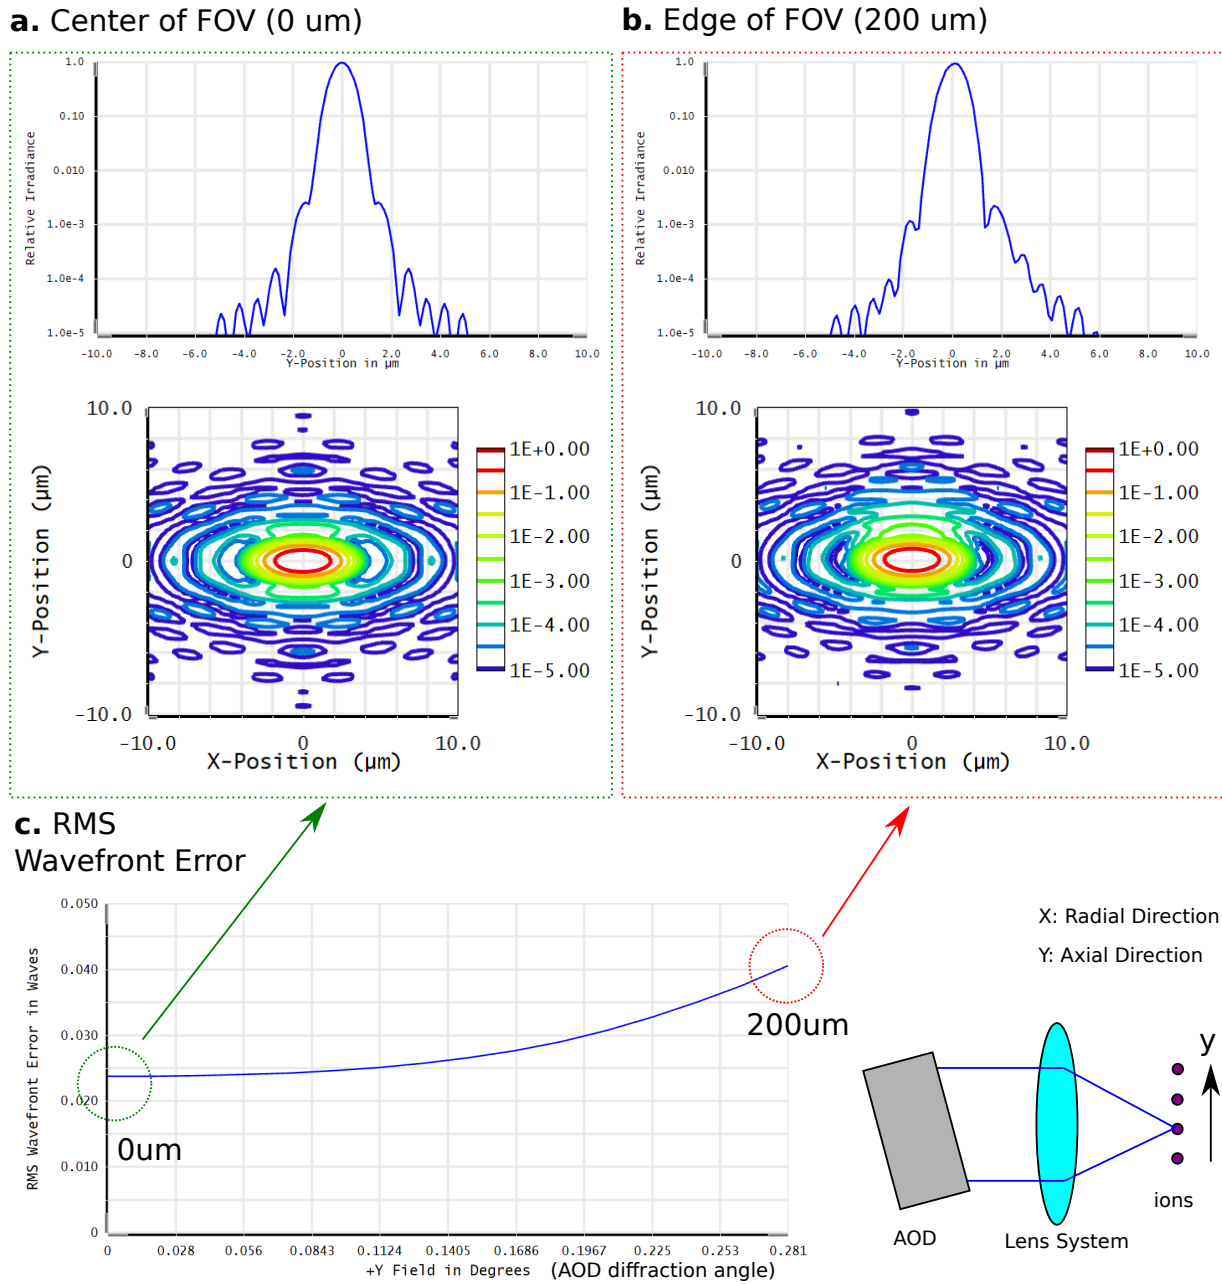 a. Center of FOV (0 um)
b. Edge of FOV (200 um)
1.0
0.10
0.010
1.0e-3
1.0e-4
1.0e-5
Relative Irradiance
-10.0 -8.0 -6.0 -4.0 -2.0 0 2.0 4.0 6.0 8.0 10.0
Y-Position in µm
1.0
0.10
0.010
1.0e-3
1.0e-4
1.0e-5
Relative Irradiance
-10.0 -8.0 -6.0 -4.0 -2.0 0 2.0 4.0 6.0 8.0 10.0
Y-Position in µm
10.0
0
-10.0
Y-Position (µm)
-10.0 0 10.0
X-Position (µm)
1E+0.00
1E-1.00
1E-2.00
1E-3.00
1E-4.00
1E-5.00
10.0
0
-10.0
Y-Position (µm)
-10.0 0 10.0
X-Position (µm)
1E+0.00
1E-1.00
1E-2.00
1E-3.00
1E-4.00
1E-5.00
c. RMS
Wavefront Error
0.050
0.040
0.030
0.020
0.010
0
RMS Wavefront Error in Waves
0um
200um
0 0.028 0.056 0.0843 0.1124 0.1405 0.1686 0.1967 0.225 0.253 0.281
+Y Field in Degrees (AOD diffraction angle)
X: Radial Direction
Y: Axial Direction
y
ions
AOD
Lens System